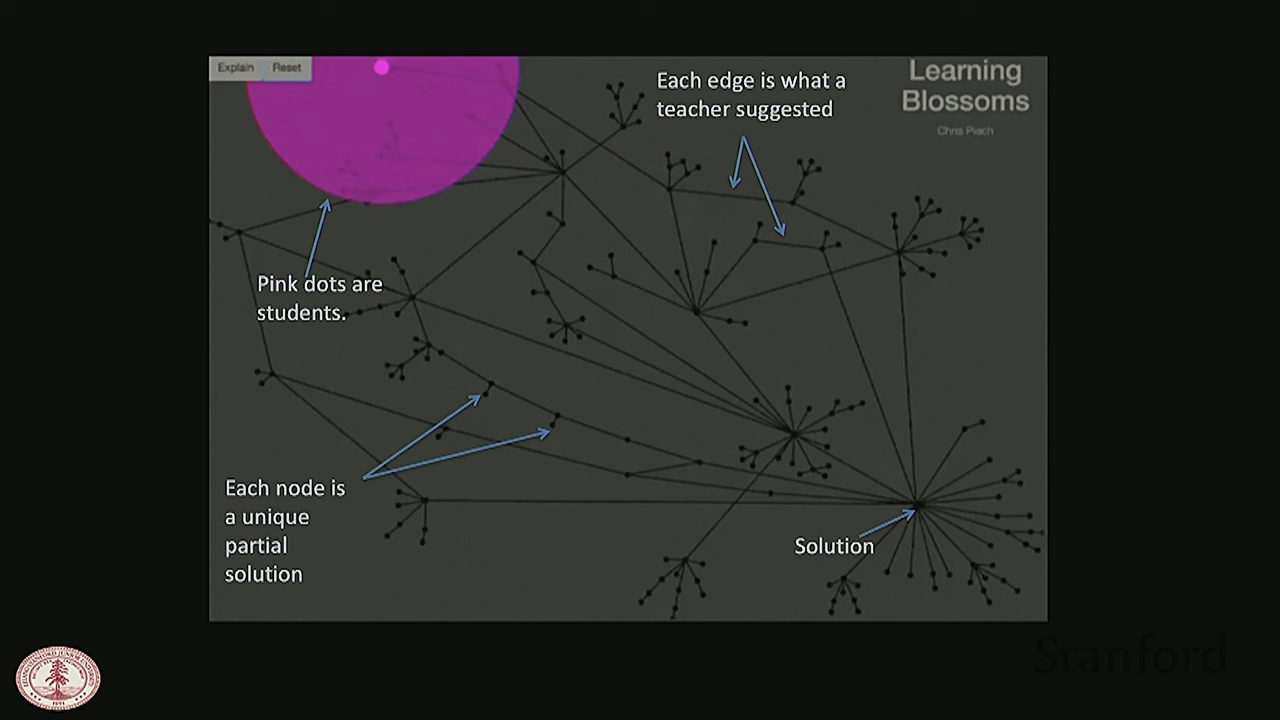 Explain Reset
Learning
Blossoms
Chris Piech
Each edge is what a
teacher suggested
Pink dots are
students.
Each node is
a unique
partial
solution
Solution
Stanford